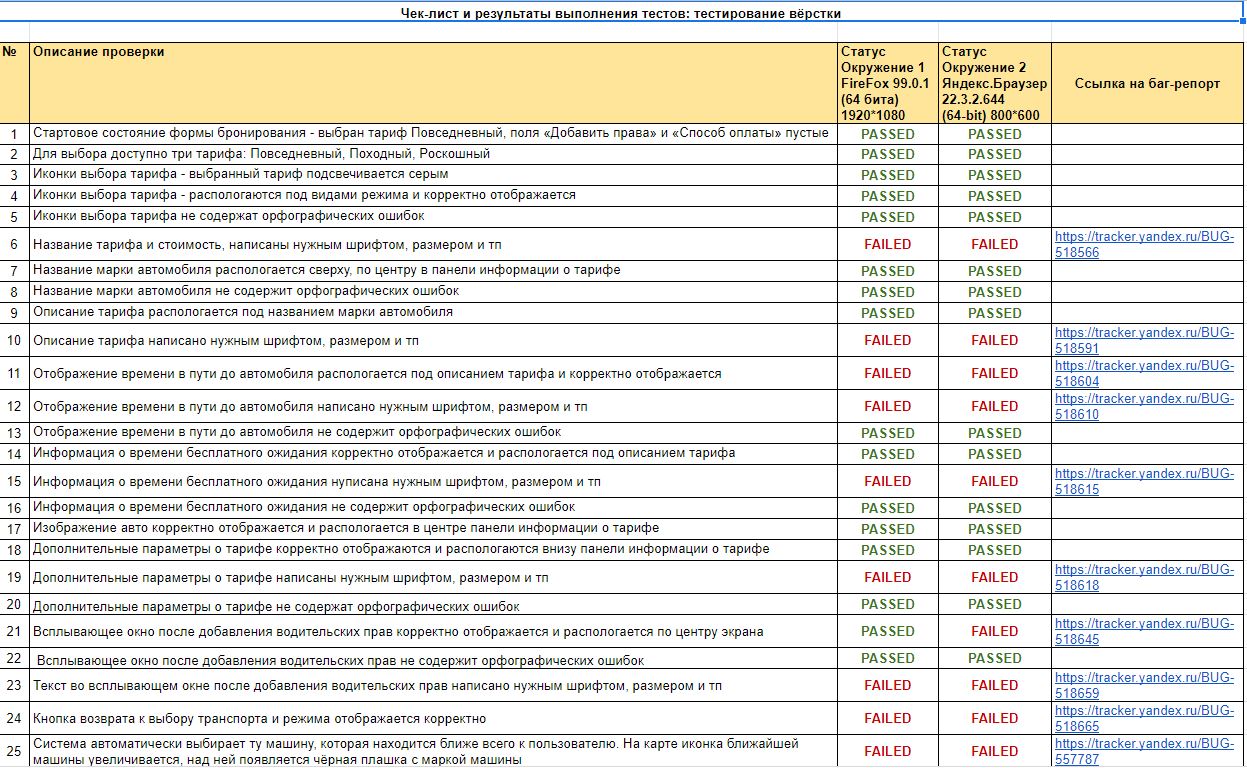 Чек-лист и результаты выполнения тестов: тестирование вёрстки
№ Описание проверки Статус Окружение 1 FireFox 99.0.1 (64 бита) 1920*1080 Статус Окружение 2 Яндекс.Браузер 22.3.2.644 (64-bit) 800*600 Ссылка на баг-репорт
1 Стартовое состояние формы бронирования - выбран тариф Повседневный, поля «Добавить права» и «Способ оплаты» пустые PASSED PASSED
2 Для выбора доступно три тарифа: Повседневный, Походный, Роскошный PASSED PASSED
3 Иконки выбора тарифа - выбранный тариф подсвечивается серым PASSED PASSED
4 Иконки выбора тарифа - распологаются под видами режима и корректно отображается PASSED PASSED
5 Иконки выбора тарифа не содержат орфографических ошибок PASSED PASSED
6 Название тарифа и стоимость, написаны нужным шрифтом, размером и тп FAILED FAILED https://tracker.yandex.ru/BUG-518566
7 Название марки автомобиля распологается сверху, по центру в панели информации о тарифе PASSED PASSED
8 Название марки автомобиля не содержит орфографических ошибок PASSED PASSED
9 Описание тарифа распологается под названием марки автомобиля PASSED PASSED
10 Описание тарифа написано нужным шрифтом, размером и тп FAILED FAILED https://tracker.yandex.ru/BUG-518591
11 Отображение времени в пути до автомобиля распологается под описанием тарифа и корректно отображается FAILED FAILED https://tracker.yandex.ru/BUG-518604
12 Отображение времени в пути до автомобиля написано нужным шрифтом, размером и тп FAILED FAILED https://tracker.yandex.ru/BUG-518610
13 Отображение времени в пути до автомобиля не содержит орфографических ошибок PASSED PASSED
14 Информация о времени бесплатного ожидания корректно отображается и распологается под описанием тарифа PASSED PASSED
15 Информация о времени бесплатного ожидания нуписана нужным шрифтом, размером и тп FAILED FAILED https://tracker.yandex.ru/BUG-518615
16 Информация о времени бесплатного ожидания не содержит орфографических ошибок PASSED PASSED
17 Изображение авто корректно отображается и распологается в центре панели информации о тарифе PASSED PASSED
18 Дополнительные параметры о тарифе корректно отображаются и распологаются внизу панели информации о тарифе PASSED PASSED
19 Дополнительные параметры о тарифе написаны нужным шрифтом, размером и тп FAILED FAILED https://tracker.yandex.ru/BUG-518618
20 Дополнительные параметры о тарифе не содержат орфографических ошибок PASSED PASSED
21 Всплывающее окно после добавления водительских прав корректно отображается и распологается по центру экрана PASSED FAILED https://tracker.yandex.ru/BUG-518645
22 Всплывающее окно после добавления водительских прав не содержит орфографических ошибок PASSED PASSED
23 Текст во всплывающем окне после добавления водительских прав написано нужным шрифтом, размером и тп FAILED FAILED https://tracker.yandex.ru/BUG-518659
24 Кнопка возврата к выбору транспорта и режима отображается корректно FAILED FAILED https://tracker.yandex.ru/BUG-518665
25 Система автоматически выбирает ту машину, которая находится ближе всего к пользователю. На карте иконка ближайшей машины увеличивается, над ней появляется чёрная плашка с маркой машины FAILED FAILED https://tracker.yandex.ru/BUG-557787